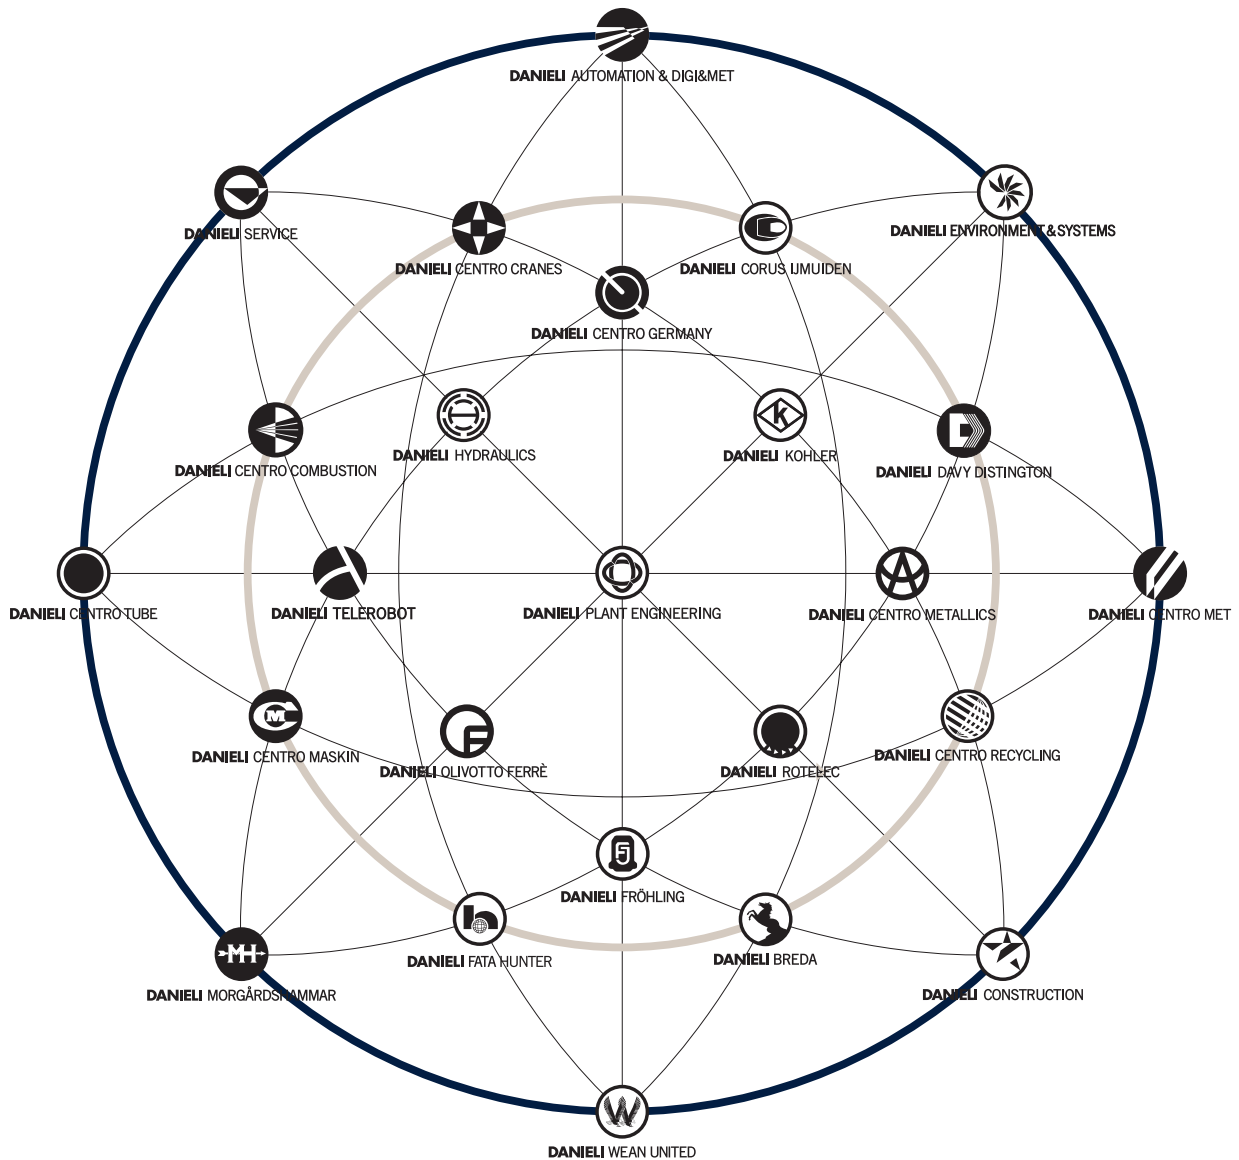 DANIELI AUTOMATION & DIGI&MET
DANIELI SERVICE
DANIELI ENVIRONMENT & SYSTEMS
DANIELI CENTRO CRANES
DANIELI CORUS IJMUIDEN
DANIELI CENTRO GERMANY
K
DANIELI CENTRO COMBUSTION
DANIELI HYDRAULICS
DANIELI KOHLER
D
DANIELI DAVY DISTINGTON
DANIELI CENTRO TUBE
DANIELI TELEROBOT
DANIELI PLANT ENGINEERING
DANIELI CENTRO METALLICS
DANIELI CENTRO MET
M
DANIELI CENTRO MASKIN
DANIELI OLIVOTTO FERRÈ
DANIELI ROTELEC
DANIELI CENTRO RECYCLING
DANIELI FRÖHLING
MH
DANIELI MORGÅRDSHAMMAR
DANIELI FATA HUNTER
DANIELI BREDA
DANIELI CONSTRUCTION
W
DANIELI WEAN UNITED